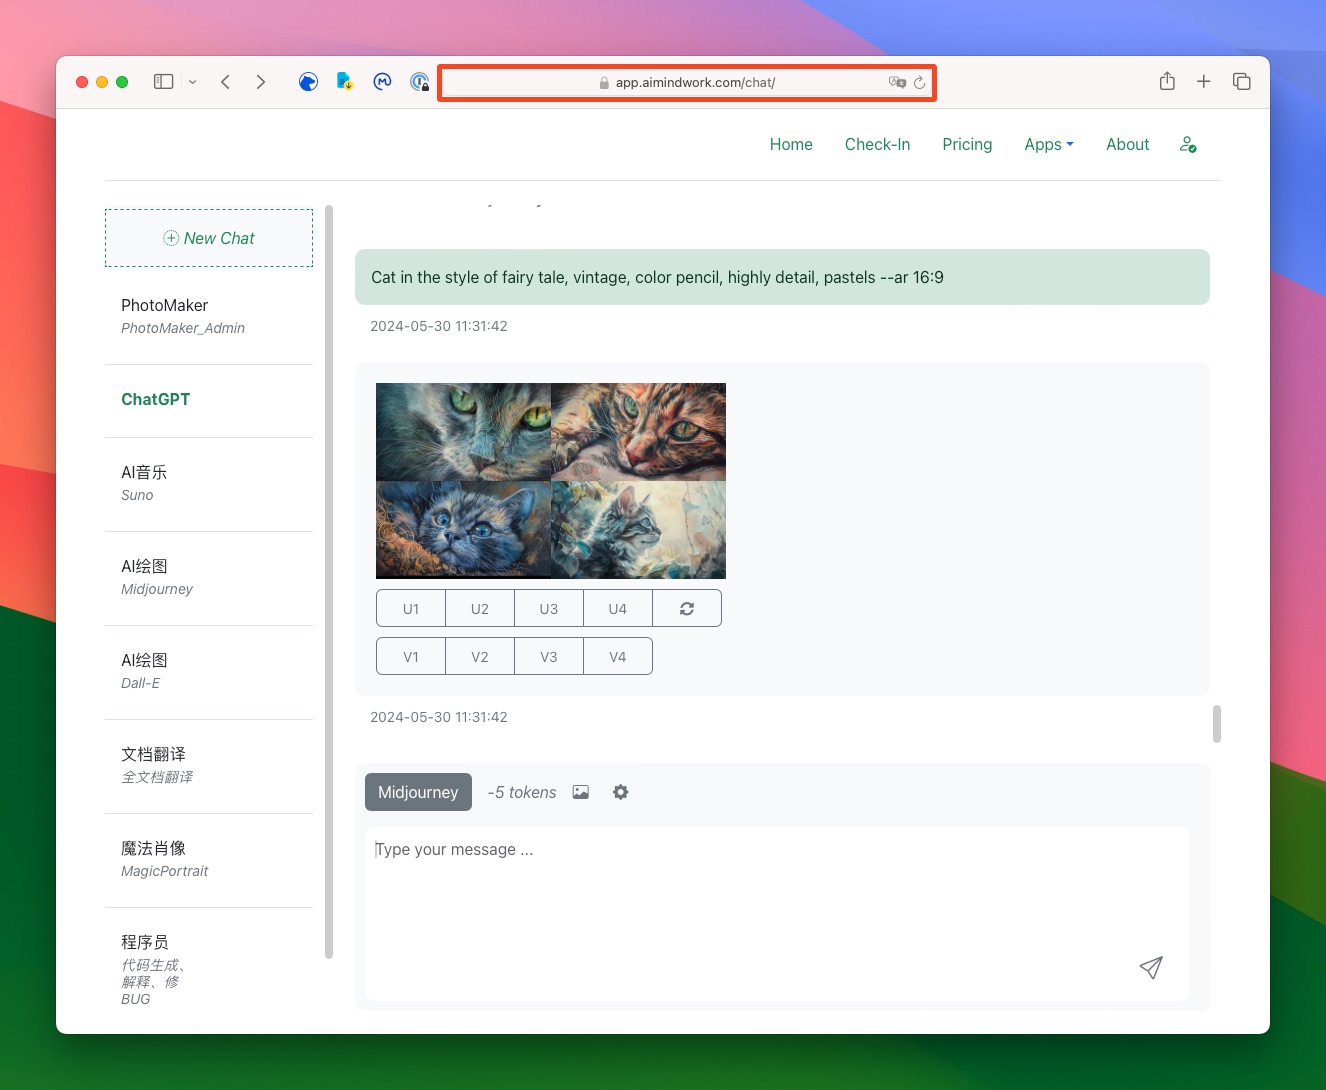 app.aimindwork.com/chat/
Home
Check-In
Pricing
Apps
About
New Chat
PhotoMaker
PhotoMaker_Admin
ChatGPT
AI音乐
Suno
AI绘图
Midjourney
AI绘图
Dall-E
文档翻译
全文档翻译
魔法肖像
MagicPortrait
程序员
代码生成、
解释、修
BUG
Cat in the style of fairy tale, vintage, color pencil, highly detail, pastels --ar 16:9
2024-05-30 11:31:42
U1
U2
U3
U4
V1
V2
V3
V4
2024-05-30 11:31:42
Midjourney
-5 tokens
Type your message ...